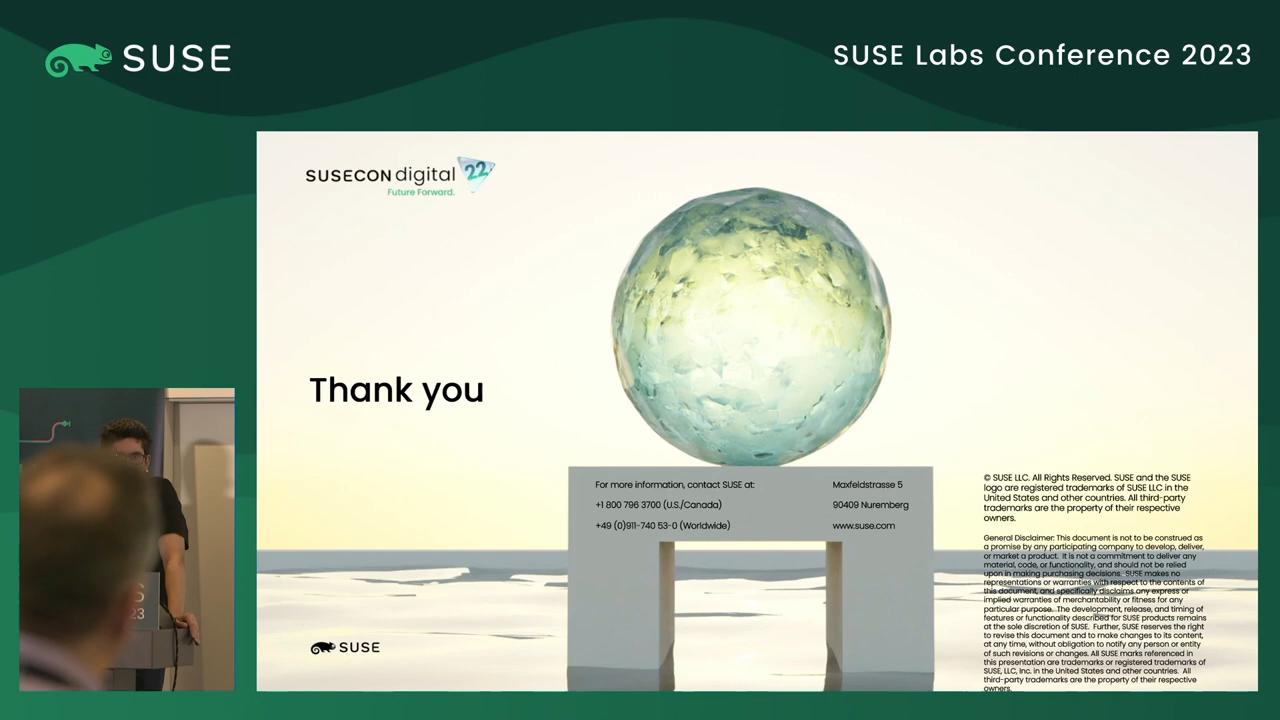 SUSE
SUSE Labs Conference 2023
SUSECON digital 22
Future Forward.
Thank you
For more information, contact SUSE at:
+1 800 796 3700 (U.S./Canada)
+49 (0)911-740 53-0 (Worldwide)
Maxfeldstrasse 5
90409 Nuremberg
www.suse.com
© SUSE LLC. All Rights Reserved. SUSE and the SUSE
logo are registered trademarks of SUSE LLC in the
United States and other countries. All third-party
trademarks are the property of their respective
owners.
General Disclaimer: This document is not to be construed as
a promise by any participating company to develop, deliver,
or market a product. It is not a commitment to deliver any
material, code, or functionality, and should not be relied
upon in making purchasing decisions. SUSE makes no
representations or warranties with respect to the contents of
this document, and specifically disclaims any express or
implied warranties of merchantability or fitness for any
particular purpose. The development, release, and timing of
features or functionality described for SUSE products remains
at the sole discretion of SUSE. Further, SUSE reserves the right
to revise this document and to make changes to its content,
at any time, without obligation to notify any person or entity
of such revisions or changes. All SUSE marks referenced in
this presentation are trademarks or registered trademarks of
SUSE, LLC, Inc. in the United States and other countries. All
third-party trademarks are the property of their respective
owners.
SUSE
S
23